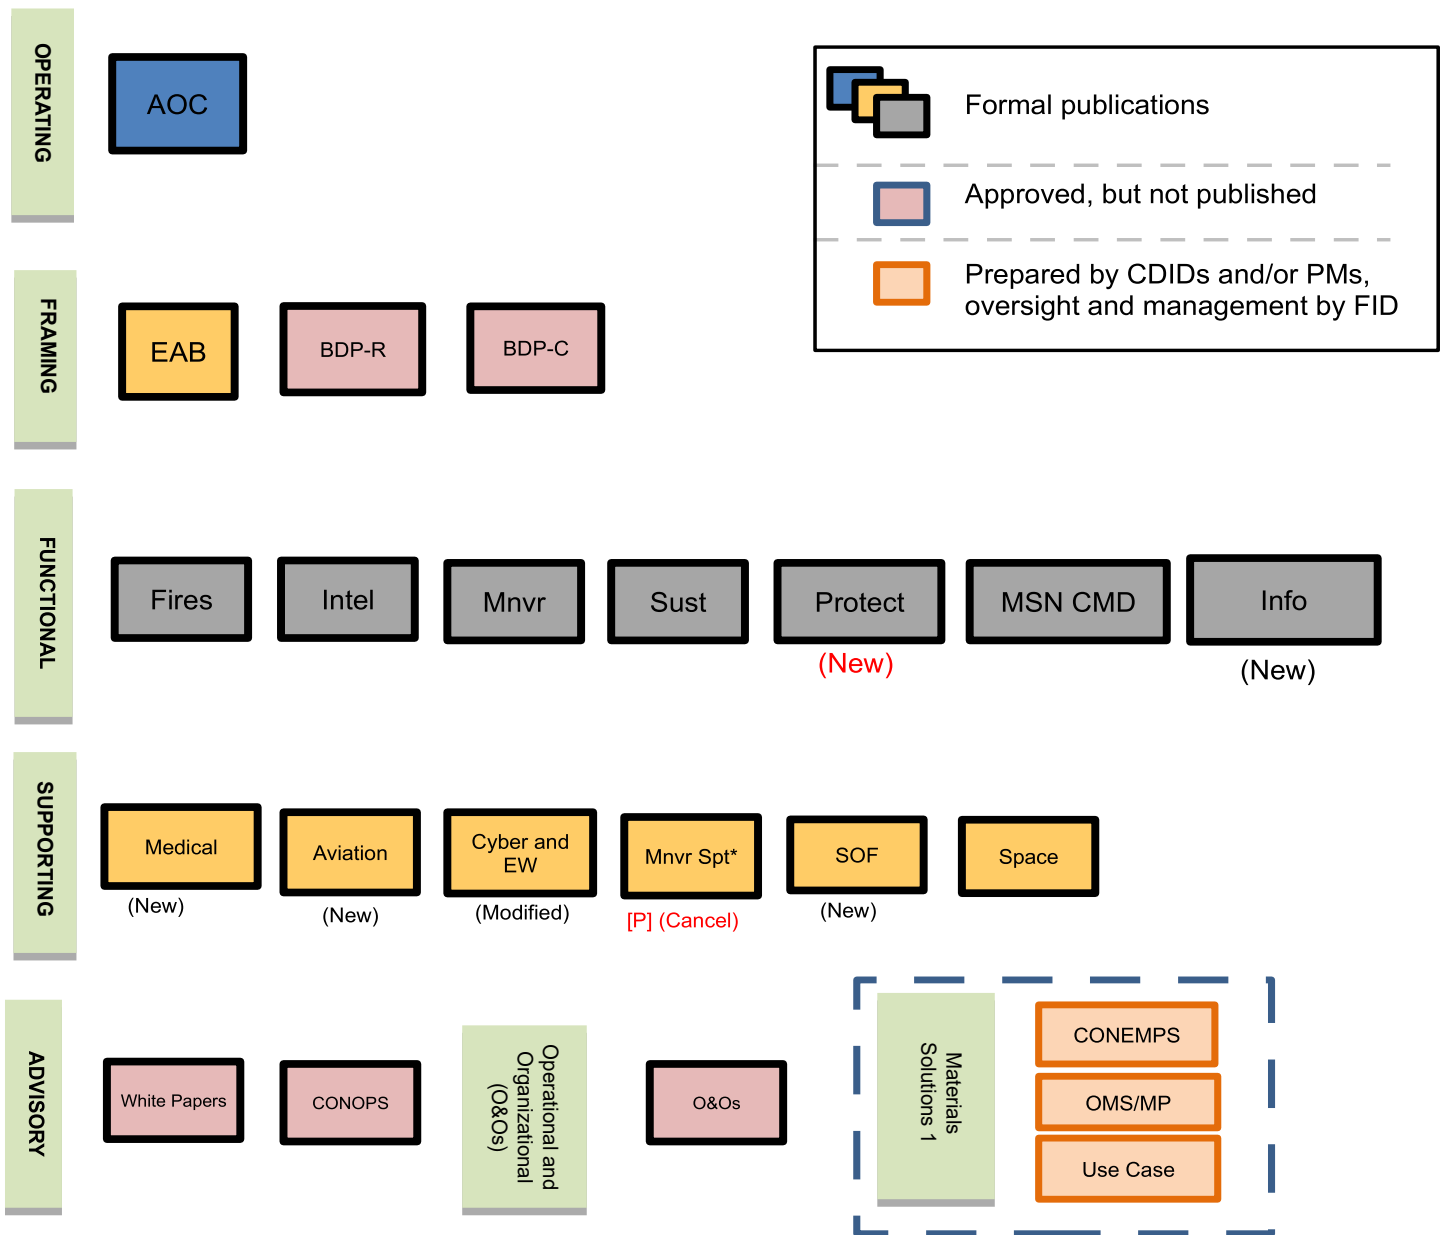 OPERATING
AOC
Formal publications
Approved, but not published
Prepared by CDIDs and/or PMs,
oversight and management by FID
FRAMING
EAB
BDP-R
BDP-C
FUNCTIONAL
Fires
Intel
Mnvr
Sust
Protect
MSN CMD
Info
(New)
(New)
SUPPORTING
Medical
Aviation
Cyber and
EW
Mnvr Spt*
SOF
Space
(New)
(New)
(Modified)
[P] (Cancel)
(New)
ADVISORY
White Papers
CONOPS
Operational and
Organizational
(O&Os)
O&Os
Materials
Solutions 1
CONEMPS
OMS/MP
Use Case